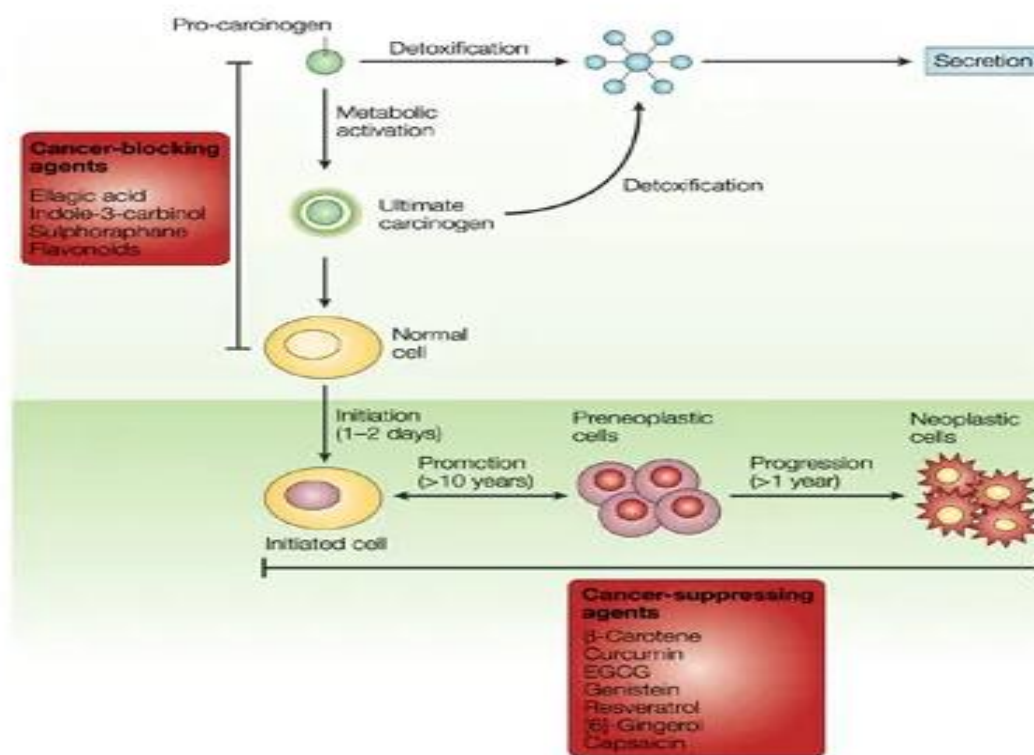 Pro-carcinogen
Detoxification
Secretion
Metabolic
activation
Cancer-blocking
agents
Ellagic acid
Indole-3-carbinol
Sulphoraphane
Flavonoids
Ultimate
carcinogen
Detoxification
Normal
cell
Initiation
(1–2 days)
Preneoplastic
cells
Neoplastic
cells
Promotion
(>10 years)
Progression
(>1 year)
Initiated cell
Cancer-suppressing
agents
β-Carotene
Curcumin
EGCG
Genistein
Resveratrol
[6]-Gingerol
Capsaicin